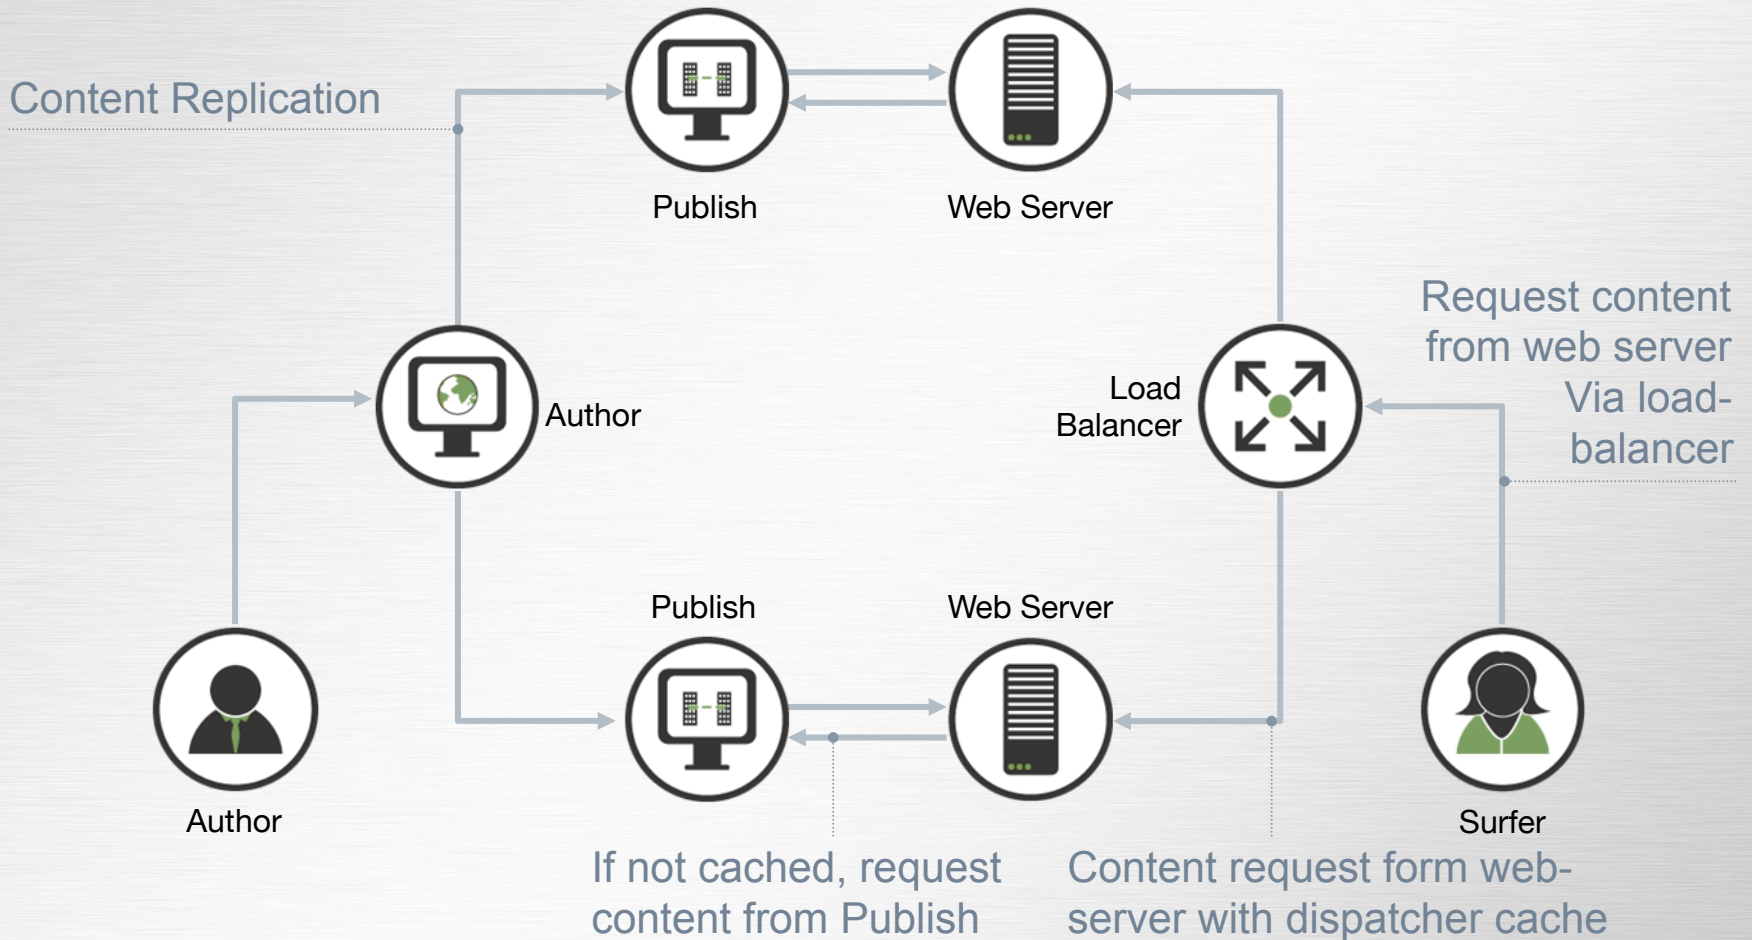 Content Replication
Publish
Web Server
Request content
from web server
Via load-
balancer
Load
Balancer
Author
Publish
Web Server
Author
Surfer
If not cached, request
content from Publish
Content request form web-
server with dispatcher cache